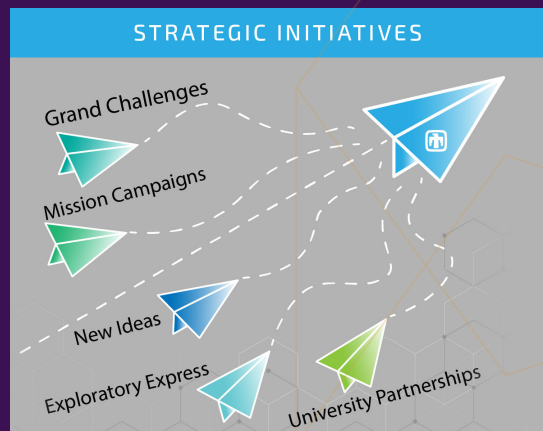 STRATEGIC INITIATIVES
Grand Challenges
Mission Campaigns
New Ideas
Exploratory Express
University Partnerships